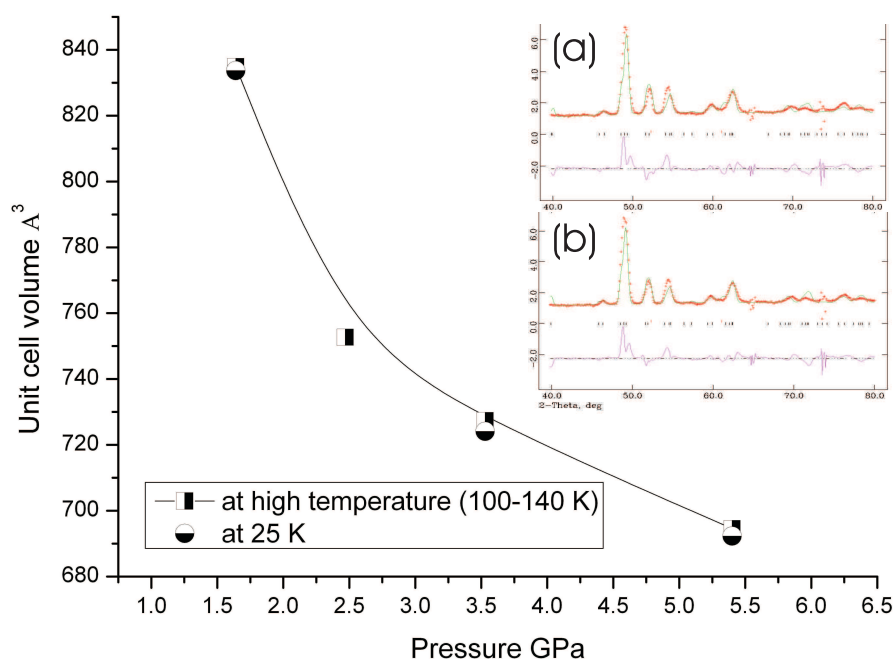 840
820
800
780
760
740
720
700
680
Unit cell volume A³
1.0 1.5 2.0 2.5 3.0 3.5 4.0 4.5 5.0 5.5 6.0 6.5
Pressure GPa
at high temperature (100-140 K)
at 25 K
(a)
6.0
4.0
2.0
0.0
-2.0
40.0 50.0 60.0 70.0 80.0
(b)
6.0
4.0
2.0
0.0
-2.0
40.0 50.0 60.0 70.0 80.0
2-Theta, deg